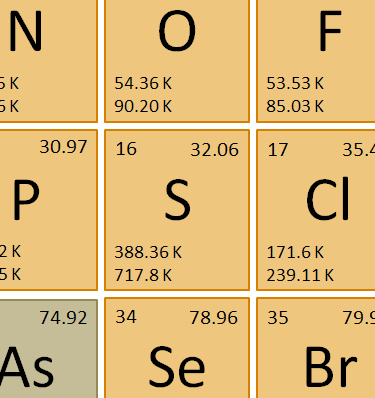 N O F
K 54.36 K 53.53 K
K 90.20 K 85.03 K
30.97 16 32.06 17 35.4
P S Cl
2 K 388.36 K 171.6 K
5 K 717.8 K 239.11 K
74.92 34 78.96 35 79.9
As Se Br